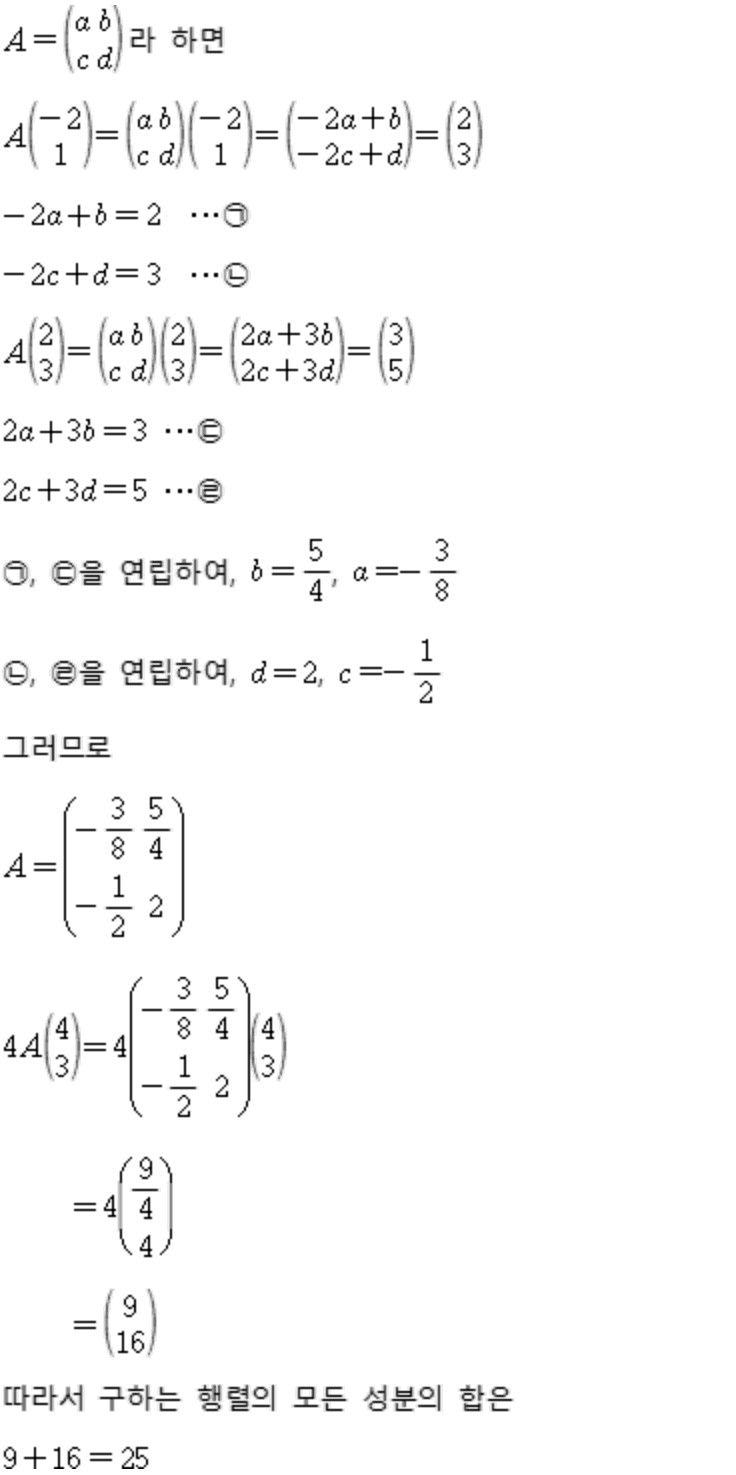 A = (a b c d) 라 하면
A(-2 1) = (a b c d)(-2 1) = (-2a+b -2c+d) = (2 3)
-2a+b=2 …㉠
-2c+d=3 …㉡
A(2 3) = (a b c d)(2 3) = (2a+3b 2c+3d) = (3 5)
2a+3b=3 …㉢
2c+3d=5 …㉣
㉠, ㉢을 연립하여, b=5/4, a=-3/8
㉡, ㉣을 연립하여, d=2, c=-1/2
그러므로
A = (-3/8 5/4 -1/2 2)
4A(4 3) = 4(-3/8 5/4 -1/2 2)(4 3)
= 4(9/4 4)
= (9 16)
따라서 구하는 행렬의 모든 성분의 합은
9+16=25